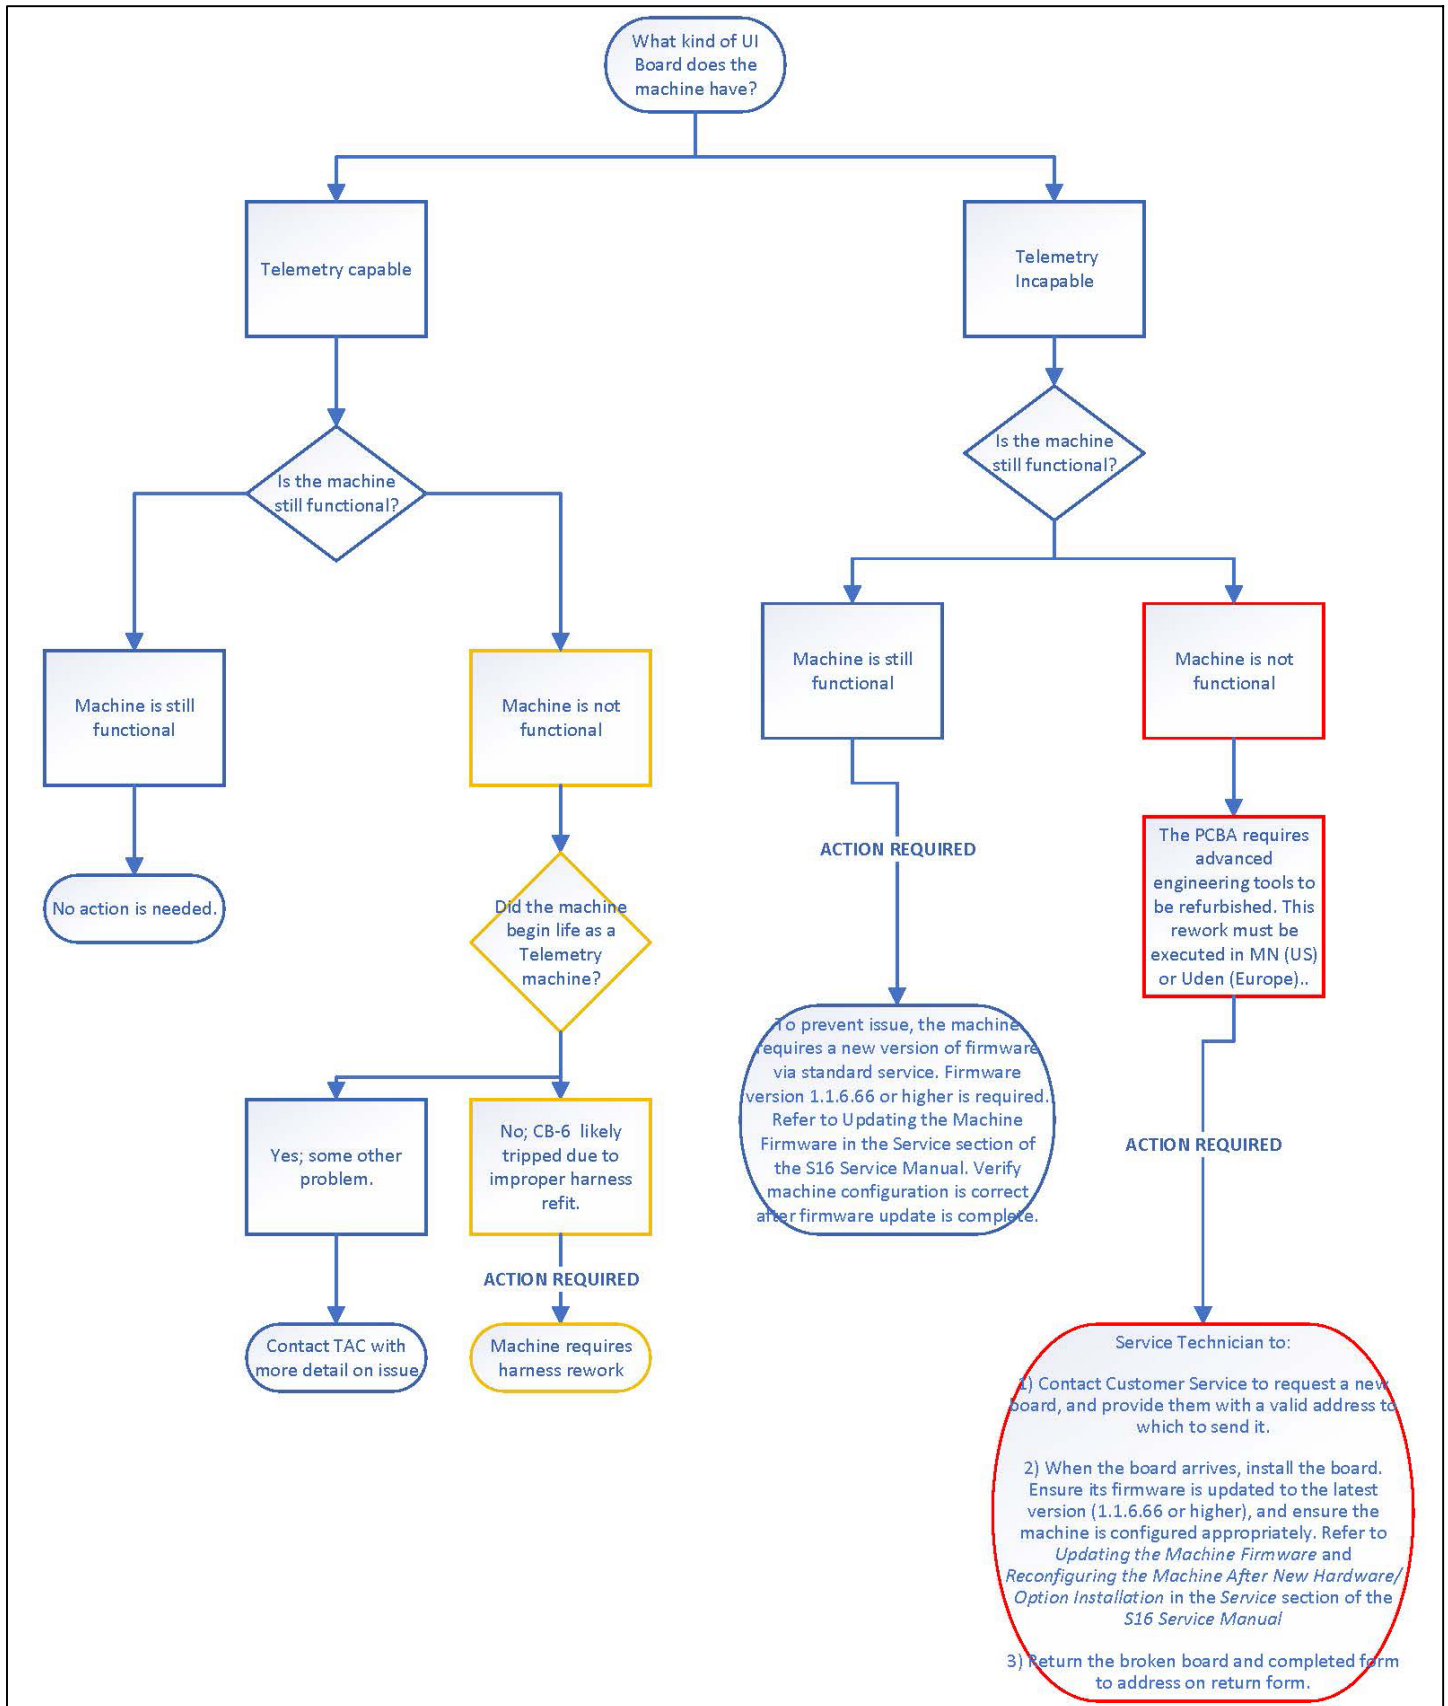 What kind of UI
Board does the
machine have?
Telemetry capable
Telemetry
Incapable
Is the machine
still functional?
Is the machine
still functional?
Machine is still
functional
Machine is not
functional
Machine is still
functional
Machine is not
functional
No action is needed.
Did the machine
begin life as a
Telemetry
machine?
ACTION REQUIRED
The PCBA requires
advanced
engineering tools to
be refurbished. This
rework must be
executed in MN (US)
or Uden (Europe)..
To prevent issue, the machine
requires a new version of firmware
via standard service. Firmware
version 1.1.6.66 or higher is required.
Refer to Updating the Machine
Firmware in the Service section of
the S16 Service Manual. Verify
machine configuration is correct
after firmware update is complete.
Yes; some other
problem.
No; CB-6 likely
tripped due to
improper harness
refit.
ACTION REQUIRED
ACTION REQUIRED
Contact TAC with
more detail on issue
Machine requires
harness rework
Service Technician to:
1) Contact Customer Service to request a new
board, and provide them with a valid address to
which to send it.
2) When the board arrives, install the board.
Ensure its firmware is updated to the latest
version (1.1.6.66 or higher), and ensure the
machine is configured appropriately. Refer to
Updating the Machine Firmware and
Reconfiguring the Machine After New Hardware/
Option Installation in the Service section of the
S16 Service Manual
3) Return the broken board and completed form
to address on return form.